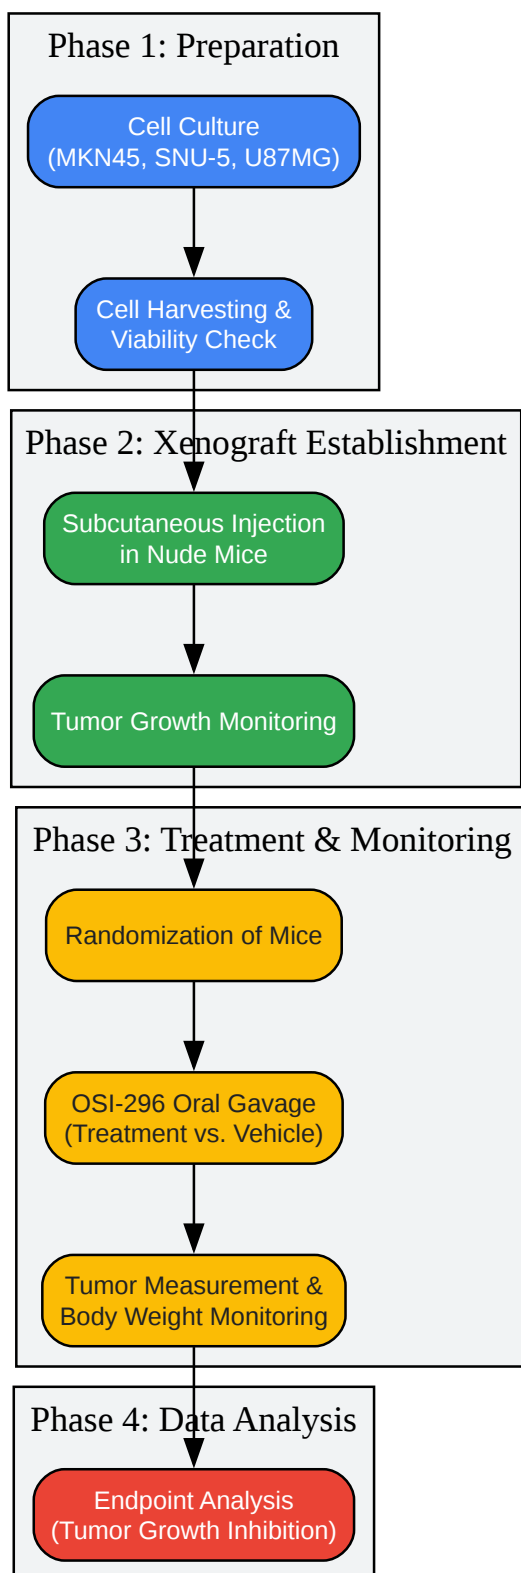 Phase 1: Preparation
Cell Culture
(MKN45, SNU-5, U87MG)
Cell Harvesting &
Viability Check
Phase 2: Xenograft Establishment
Subcutaneous Injection
in Nude Mice
Tumor Growth Monitoring
Phase 3: Treatment & Monitoring
Randomization of Mice
OSI-296 Oral Gavage
(Treatment vs. Vehicle)
Tumor Measurement &
Body Weight Monitoring
Phase 4: Data Analysis
Endpoint Analysis
(Tumor Growth Inhibition)